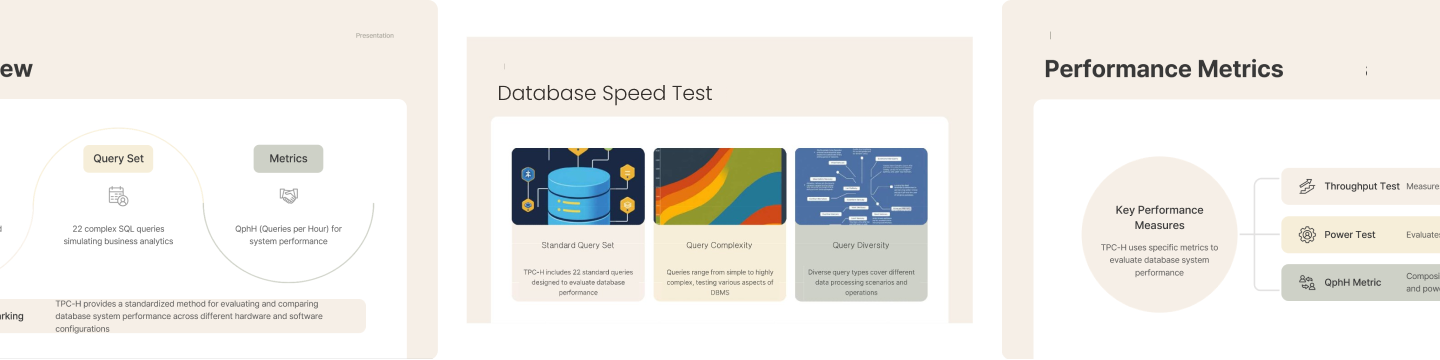 Presentation
ew
Query Set
22 complex SQL queries
simulating business analytics
Metrics
QphH (Queries per Hour) for
system performance
rking
TPC-H provides a standardized method for evaluating and comparing
database system performance across different hardware and software
configurations
Database Speed Test
Standard Query Set
TPC-H includes 22 standard queries
designed to evaluate database
performance
Query Complexity
Queries range from simple to highly
complex, testing various aspects of
DBMS
Query Diversity
Diverse query types cover different
data processing scenarios and
operations
Performance Metrics
Key Performance
Measures
TPC-H uses specific metrics to
evaluate database system
performance
Throughput Test Measure
Power Test Evaluates
QphH Metric
Composi
and powe